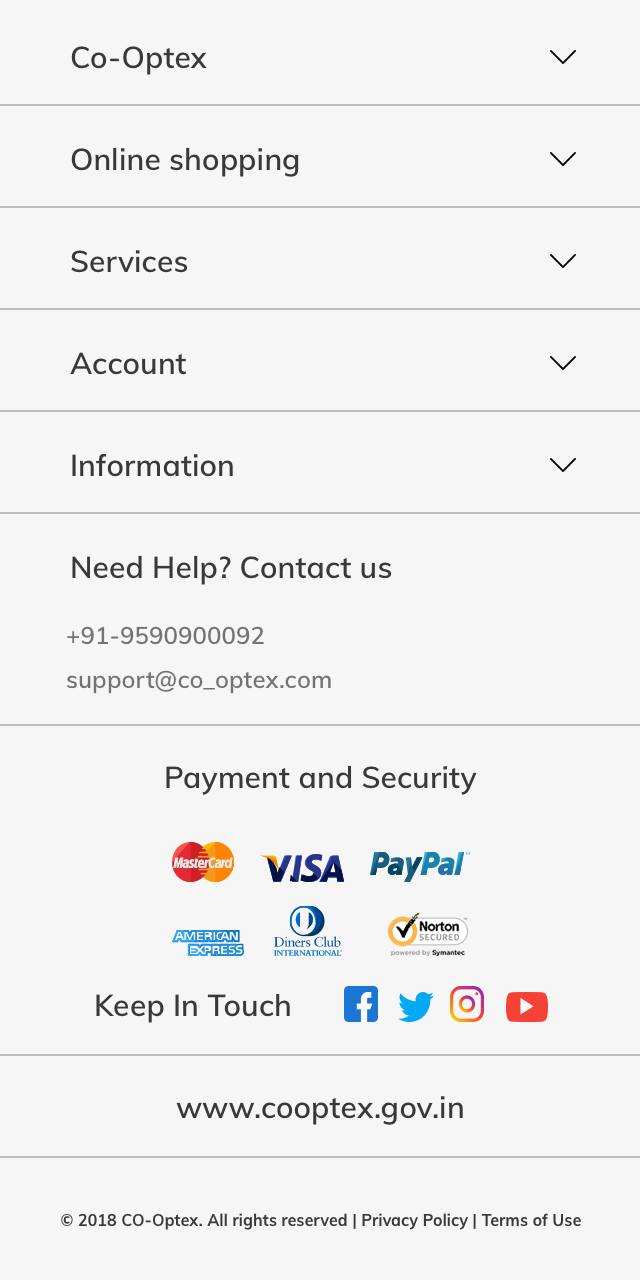 Co-Optex
Online shopping
Services
Account
Information
Need Help? Contact us
+91-9590900092
support@co_optex.com
Payment and Security
MasterCard VISA PayPal
AMERICAN EXPRESS
Diners Club INTERNATIONAL
Norton SECURED
powered by Symantec
Keep In Touch
www.cooptex.gov.in
© 2018 CO-Optex. All rights reserved | Privacy Policy | Terms of Use